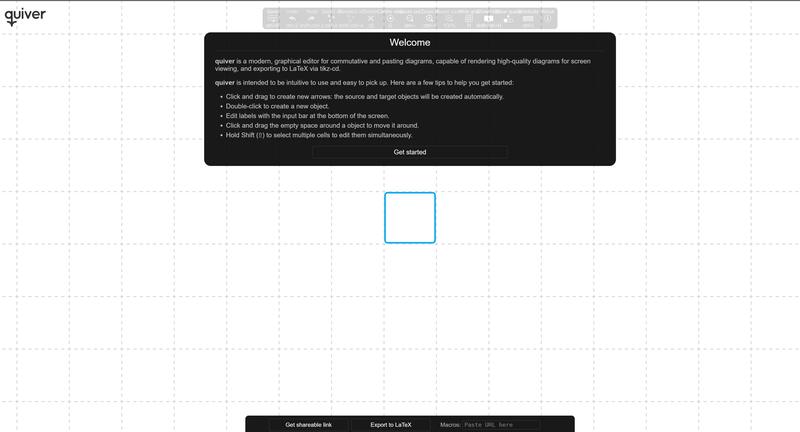 quiver
Welcome
quiver is a modern, graphical editor for commutative and pasting diagrams, capable of rendering high-quality diagrams for screen
viewing, and exporting to LaTeX via tikz-cd.
quiver is intended to be intuitive to use and easy to pick up. Here are a few tips to help you get started:
• Click and drag to create new arrows: the source and target objects will be created automatically.
• Double-click to create a new object.
• Edit labels with the input bar at the bottom of the screen.
• Click and drag the empty space around a object to move it around.
• Hold Shift (⇧) to select multiple cells to edit them simultaneously.
Get started
Get shareable link Export to LaTeX Macros: Paste URL here